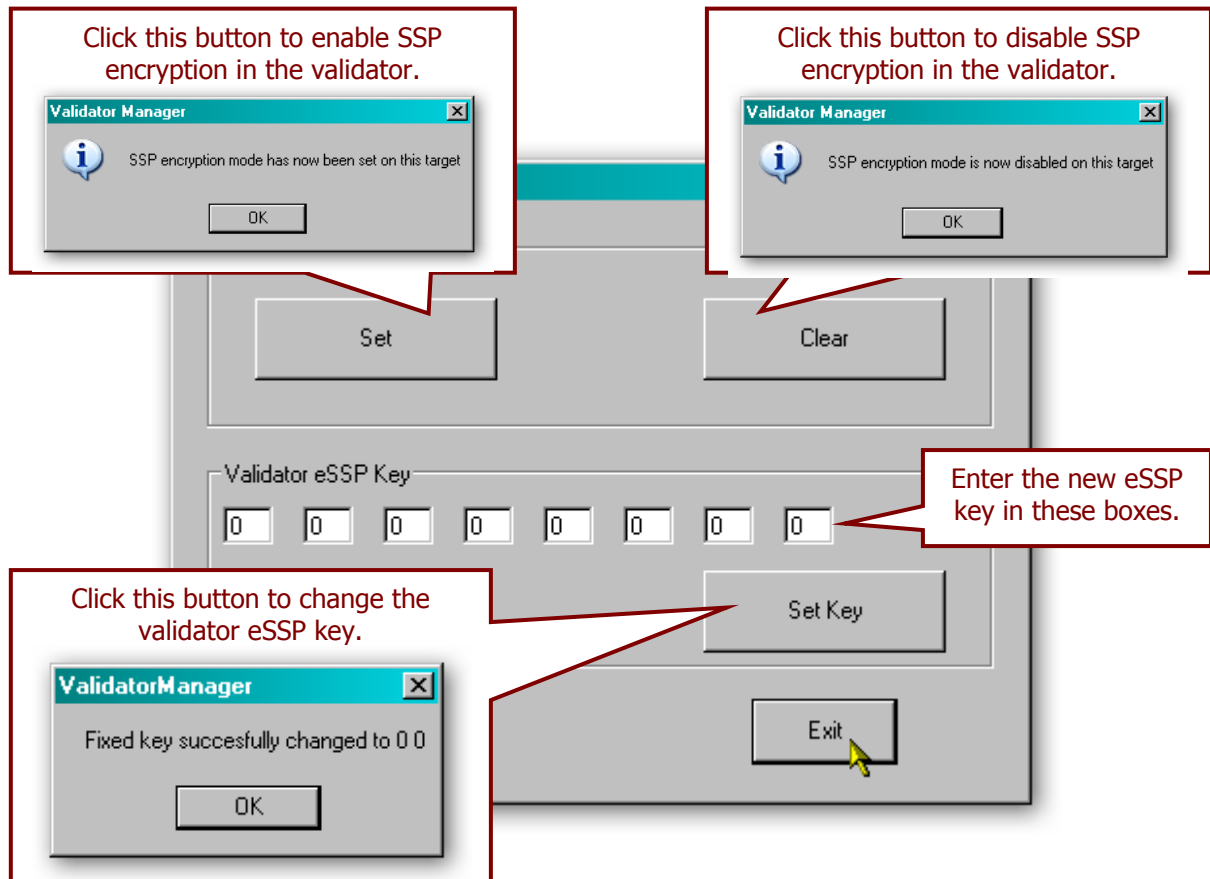 Click this button to enable SSP
encryption in the validator.
Validator Manager
SSP encryption mode has now been set on this target
OK
Click this button to disable SSP
encryption in the validator.
Validator Manager
SSP encryption mode is now disabled on this target
OK
Set
Clear
Validator eSSP Key
0 0 0 0 0 0 0 0
Enter the new eSSP
key in these boxes.
Click this button to change the
validator eSSP key.
ValidatorManager
Fixed key succesfully changed to 0 0
OK
Set Key
Exit